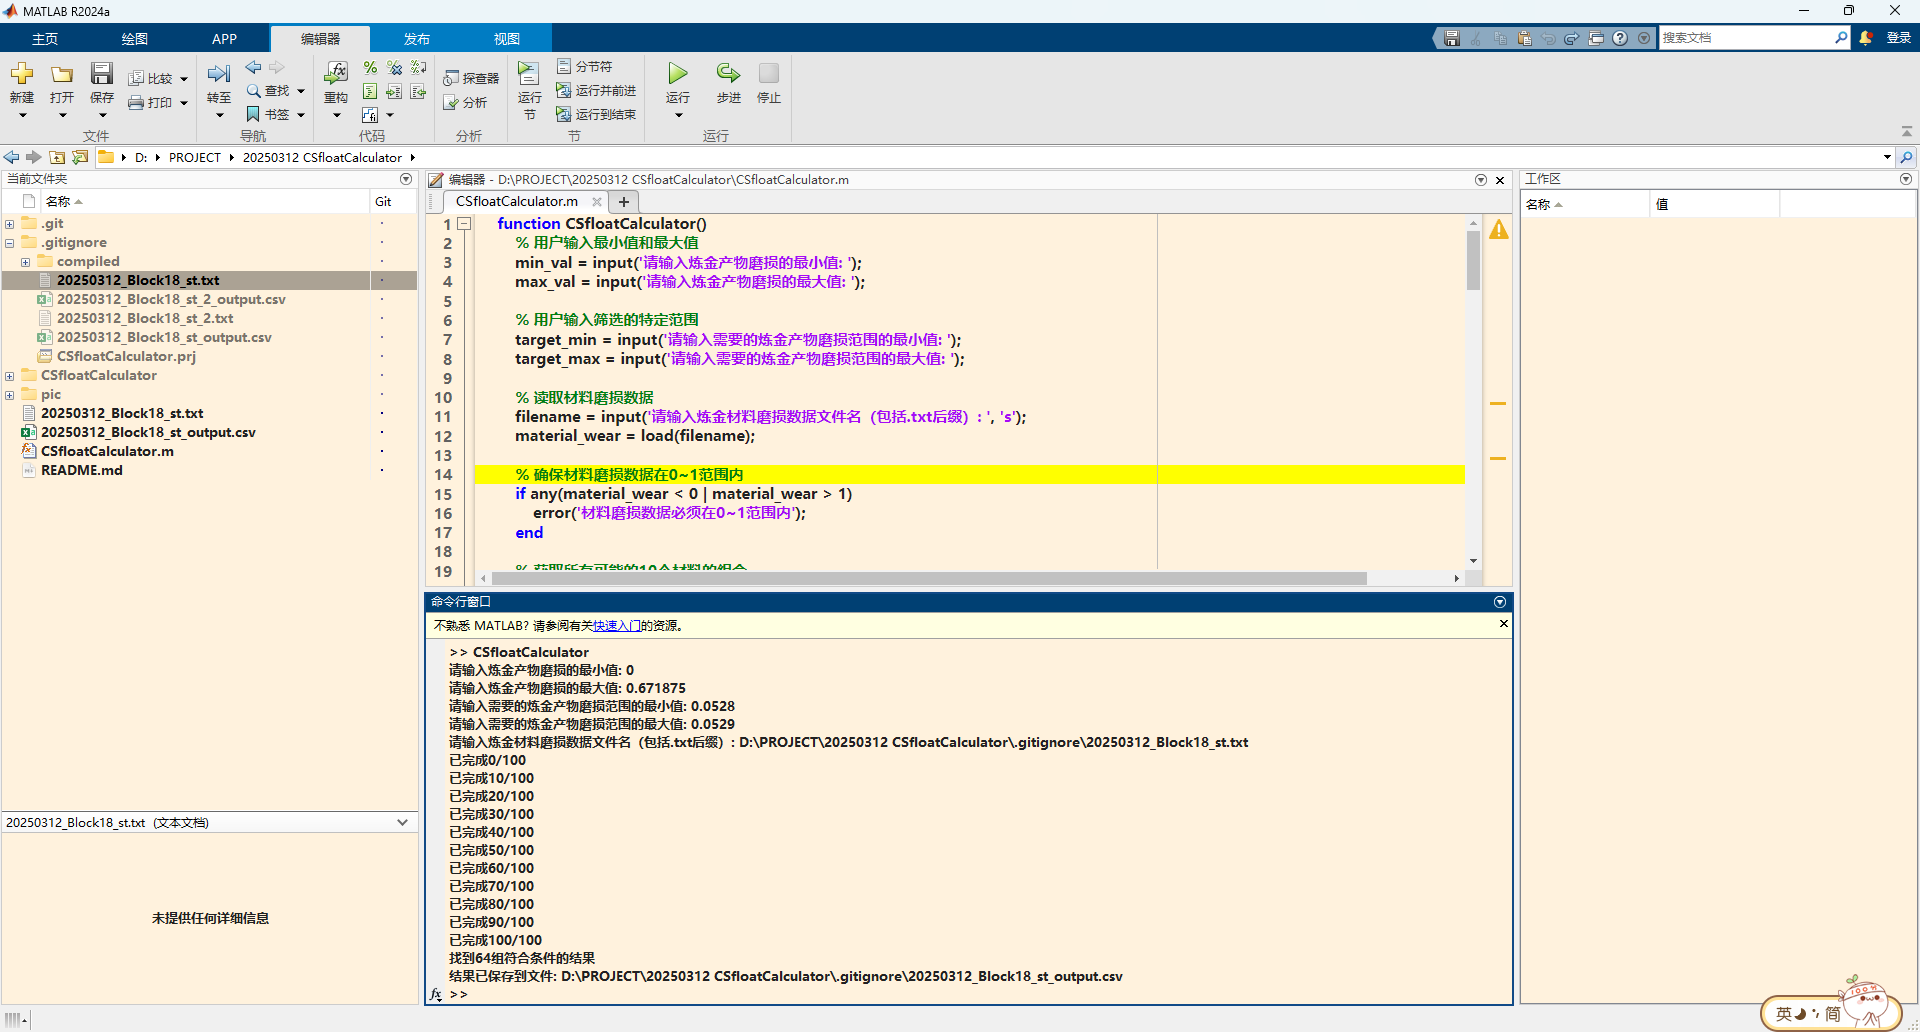 MATLAB R2024a
主页 绘图 APP 编辑器 发布 视图
搜索文档 登录
新建 打开 保存 比较 打印 转至 查找 书签 重构 探查器 分析 运行节 分节符 运行并前进 运行到结束 运行 步进 停止
文件 导航 代码 分析 节 运行
D: PROJECT 20250312 CSfloatCalculator
当前文件夹
名称 Git
.git
.gitignore
compiled
20250312_Block18_st.txt
20250312_Block18_st_2_output.csv
20250312_Block18_st_2.txt
20250312_Block18_st_output.csv
CSfloatCalculator.prj
CSfloatCalculator
pic
20250312_Block18_st.txt
20250312_Block18_st_output.csv
CSfloatCalculator.m
README.md
20250312_Block18_st.txt (文本文档)
未提供任何详细信息
编辑器 - D:\PROJECT\20250312 CSfloatCalculator\CSfloatCalculator.m
CSfloatCalculator.m
1 function CSfloatCalculator()
2 % 用户输入最小值和最大值
3 min_val = input('请输入炼金产物磨损的最小值: ');
4 max_val = input('请输入炼金产物磨损的最大值: ');
5
6 % 用户输入筛选的特定范围
7 target_min = input('请输入需要的炼金产物磨损范围的最小值: ');
8 target_max = input('请输入需要的炼金产物磨损范围的最大值: ');
9
10 % 读取材料磨损数据
11 filename = input('请输入炼金材料磨损数据文件名（包括.txt后缀）: ', 's');
12 material_wear = load(filename);
13
14 % 确保材料磨损数据在0~1范围内
15 if any(material_wear < 0 | material_wear > 1)
16 error('材料磨损数据必须在0~1范围内');
17 end
18
19 % 获取所有可能的10个材料的组合
命令行窗口
不熟悉 MATLAB? 请参阅有关快速入门的资源。
>> CSfloatCalculator
请输入炼金产物磨损的最小值: 0
请输入炼金产物磨损的最大值: 0.671875
请输入需要的炼金产物磨损范围的最小值: 0.0528
请输入需要的炼金产物磨损范围的最大值: 0.0529
请输入炼金材料磨损数据文件名（包括.txt后缀）: D:\PROJECT\20250312 CSfloatCalculator\.gitignore\20250312_Block18_st.txt
已完成0/100
已完成10/100
已完成20/100
已完成30/100
已完成40/100
已完成50/100
已完成60/100
已完成70/100
已完成80/100
已完成90/100
已完成100/100
找到64组符合条件的结果
结果已保存到文件: D:\PROJECT\20250312 CSfloatCalculator\.gitignore\20250312_Block18_st_output.csv
fx >>
工作区
名称 值
英 简
100%